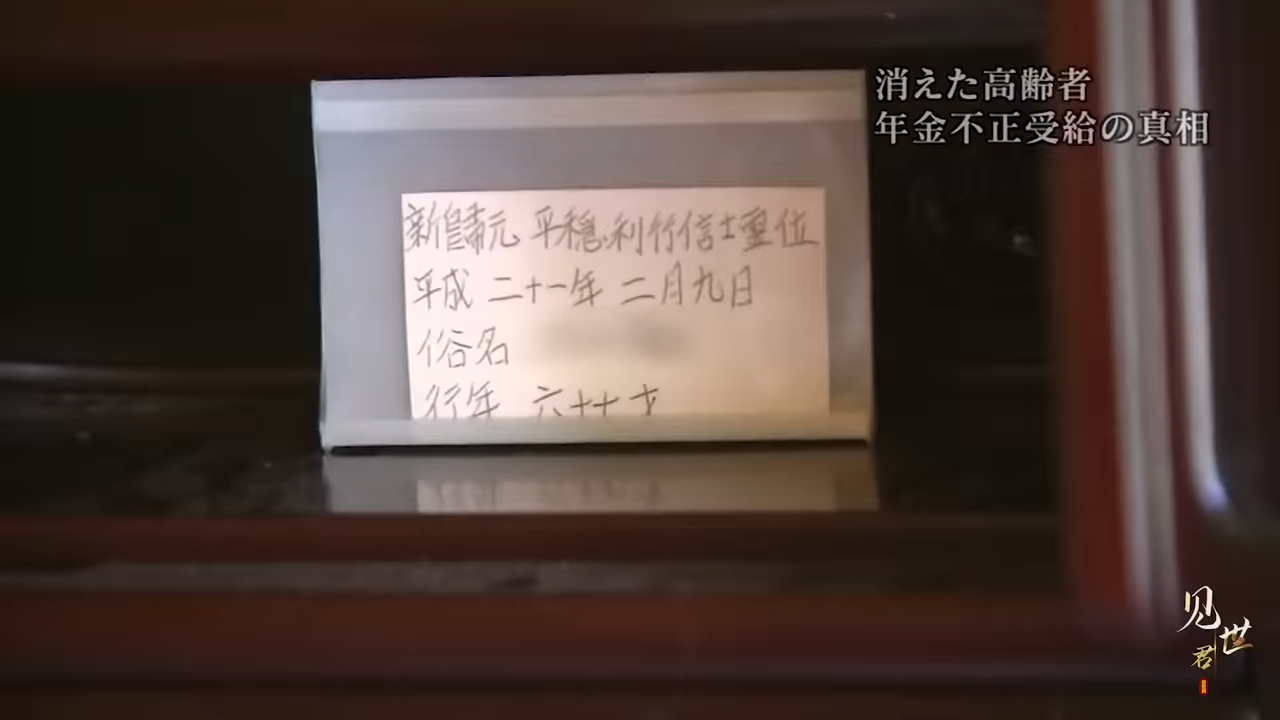 消えた高齢者
年金不正受給の真相
新帰元 平穏利行信士霊位
平成 二十一年 二月九日
俗名
行年 六十七才
见世君